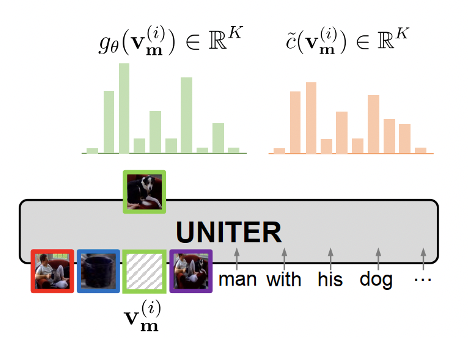 g_θ(v_m^(i)) ∈ ℝ^K c̃(v_m^(i)) ∈ ℝ^K
UNITER
man with his dog ...
v_m^(i)